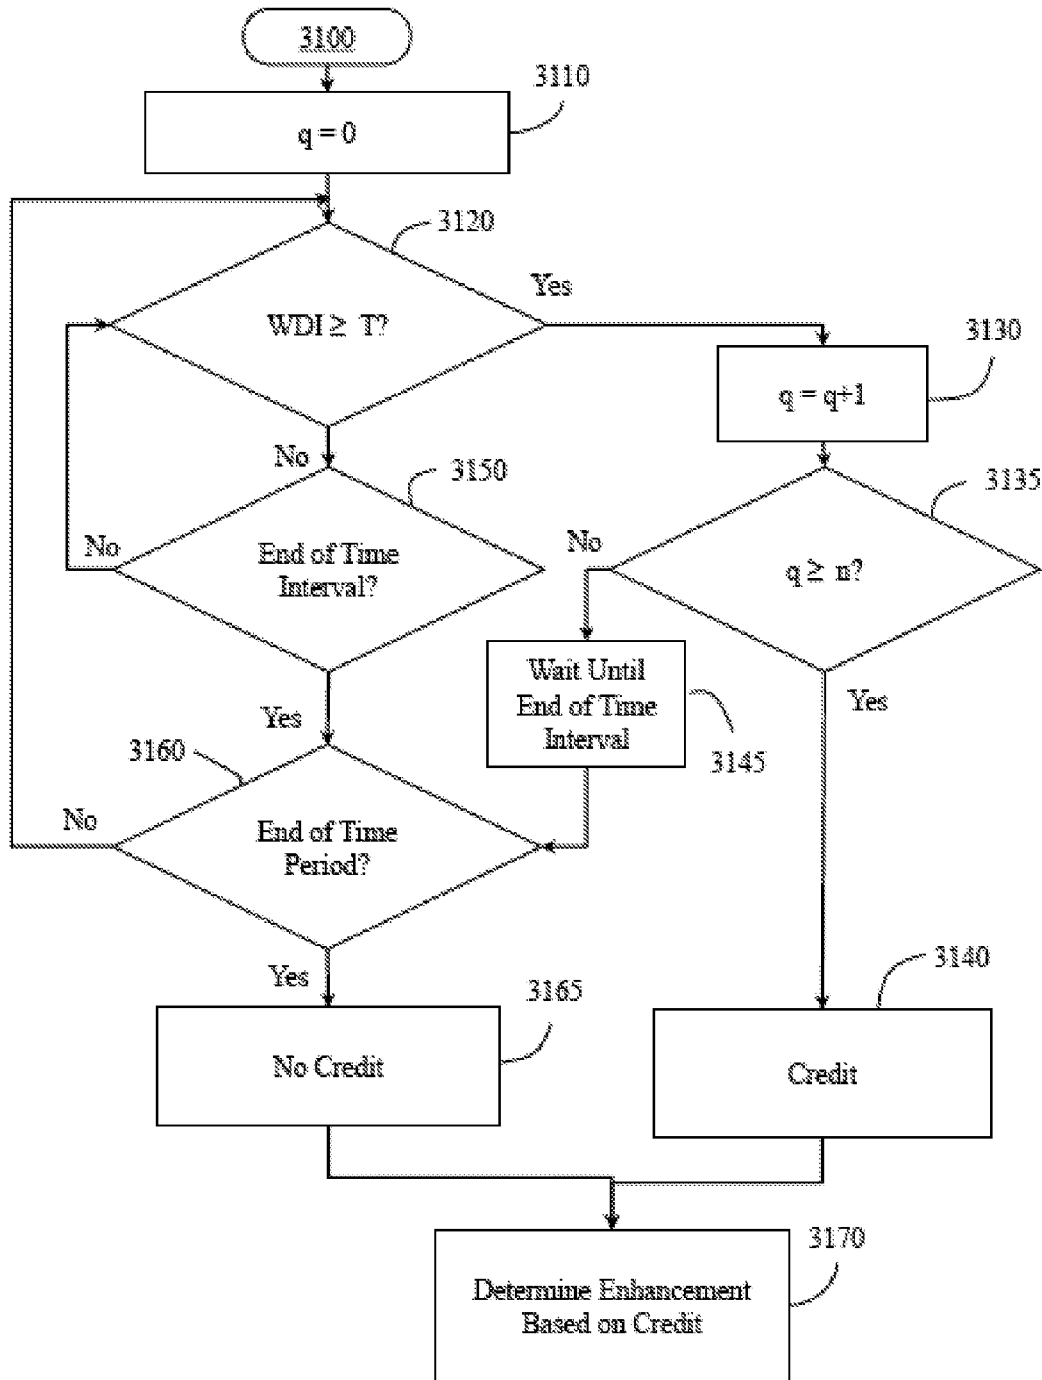 3100
3110
q = 0
3120
Yes
WDI ≥ T?
3130
q = q+1
No
3150
3135
No
End of Time
Interval?
No
q ≥ n?
Wait Until
End of Time
Interval
Yes
Yes
3160
3145
No
End of Time
Period?
Yes
3165
3140
No Credit
Credit
3170
Determine Enhancement
Based on Credit